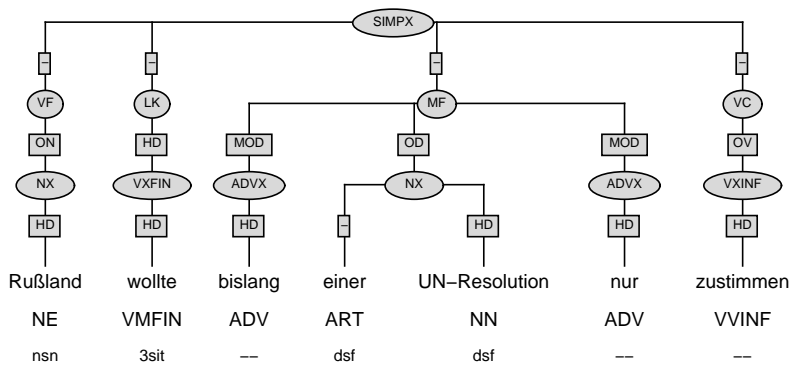 SIMPX
– – – –
VF LK MF VC
ON HD MOD OD MOD OV
NX VXFIN ADVX NX ADVX VXINF
HD HD HD – HD HD HD
Rußland wollte bislang einer UN−Resolution nur zustimmen
NE VMFIN ADV ART NN ADV VVINF
nsn 3sit −− dsf dsf −− −−